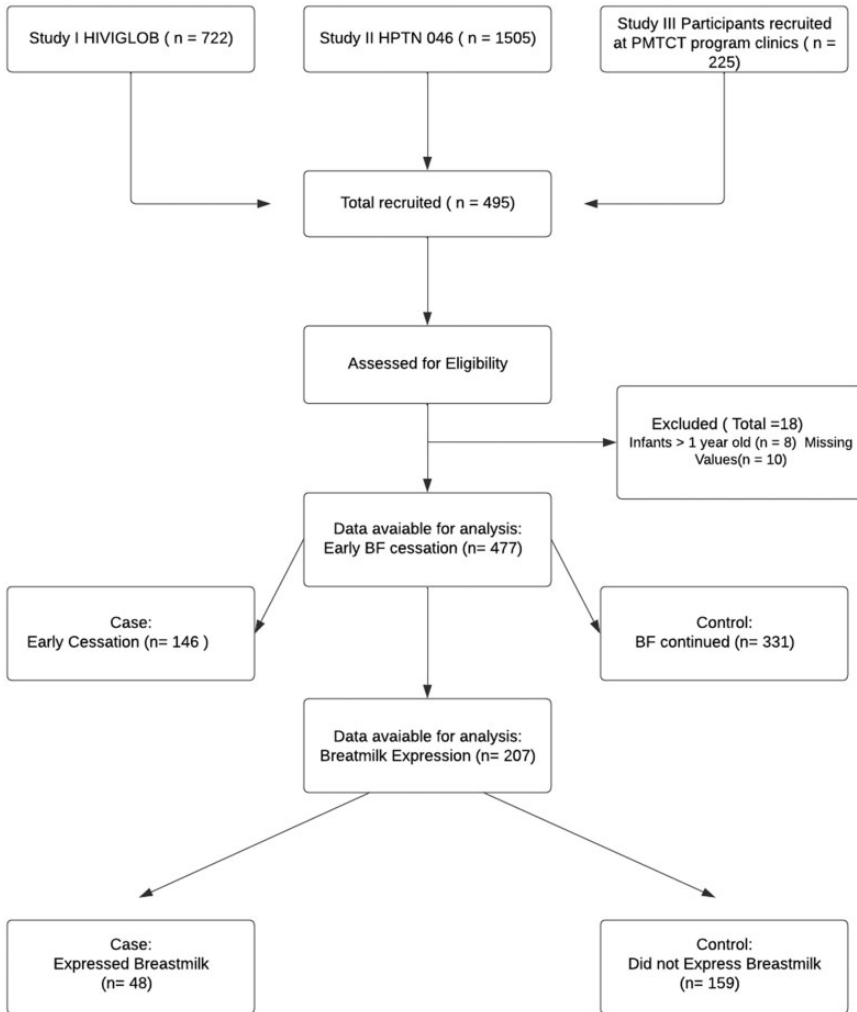 Study I HIVIGLOB ( n = 722)
Study II HPTN 046 ( n = 1505)
Study III Participants recruited
at PMTCT program clinics ( n =
225)
Total recruited ( n = 495)
Assessed for Eligibility
Excluded ( Total =18)
Infants > 1 year old (n = 8)  Missing
Values(n = 10)
Data avaiable for analysis:
Early BF cessation (n= 477)
Case:
Early Cessation (n= 146 )
Control:
BF continued (n= 331)
Data avaiable for analysis:
Breatmilk Expression (n= 207)
Case:
Expressed Breastmilk
(n= 48)
Control:
Did not Express Breastmilk
(n= 159)